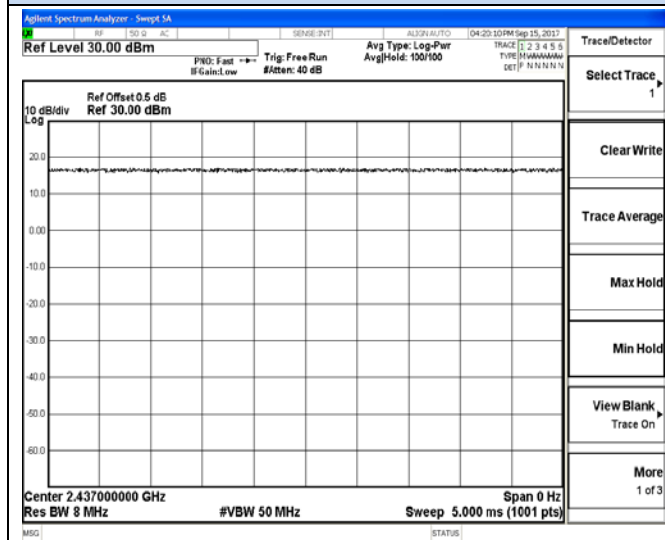 Agilent Spectrum Analyzer - Swept SA
RF 50 Ω AC SENSE:INT ALIGN AUTO 04:20:10 PM Sep 15, 2017
Ref Level 30.00 dBm
PNO: Fast
IFGain:Low
Trig: Free Run
#Atten: 40 dB
Avg Type: Log-Pwr
Avg|Hold: 100/100
TRACE 1 2 3 4 5 6
TYPE M
DET P N N N N N
Trace/Detector
Select Trace
1
Clear Write
Trace Average
Max Hold
Min Hold
View Blank
Trace On
More
1 of 3
Ref Offset 0.5 dB
10 dB/div Ref 30.00 dBm
Log
20.0
10.0
0.00
-10.0
-20.0
-30.0
-40.0
-50.0
-60.0
Center 2.437000000 GHz Span 0 Hz
Res BW 8 MHz #VBW 50 MHz Sweep 5.000 ms (1001 pts)
MSG STATUS